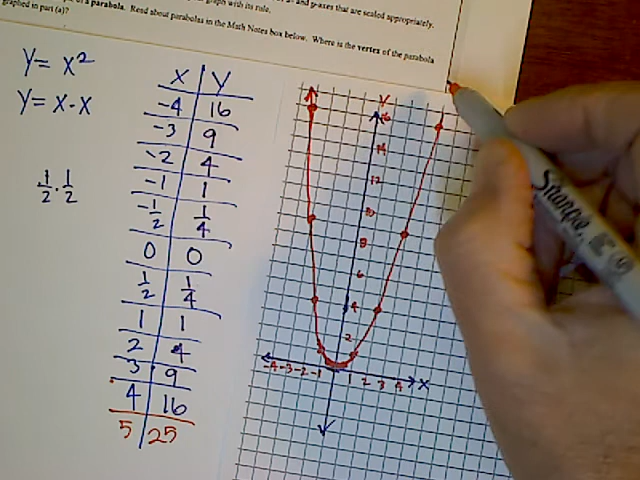 y-axes that are scaled appropriately.
graph with its rule.
parabola. Read about parabolas in the Math Notes box below. Where is the vertex of the parabola
graphed in part (a)?
Y = X²
Y = X · X
1/2 · 1/2
X Y
-4 16
-3 9
-2 4
-1 1
-1/2 1/4
0 0
1/2 1/4
1 1
2 4
3 9
4 16
5 25
Y
16
14
12
10
8
6
4
2
-4 -3 -2 -1 1 2 3 4 X
Sharpie